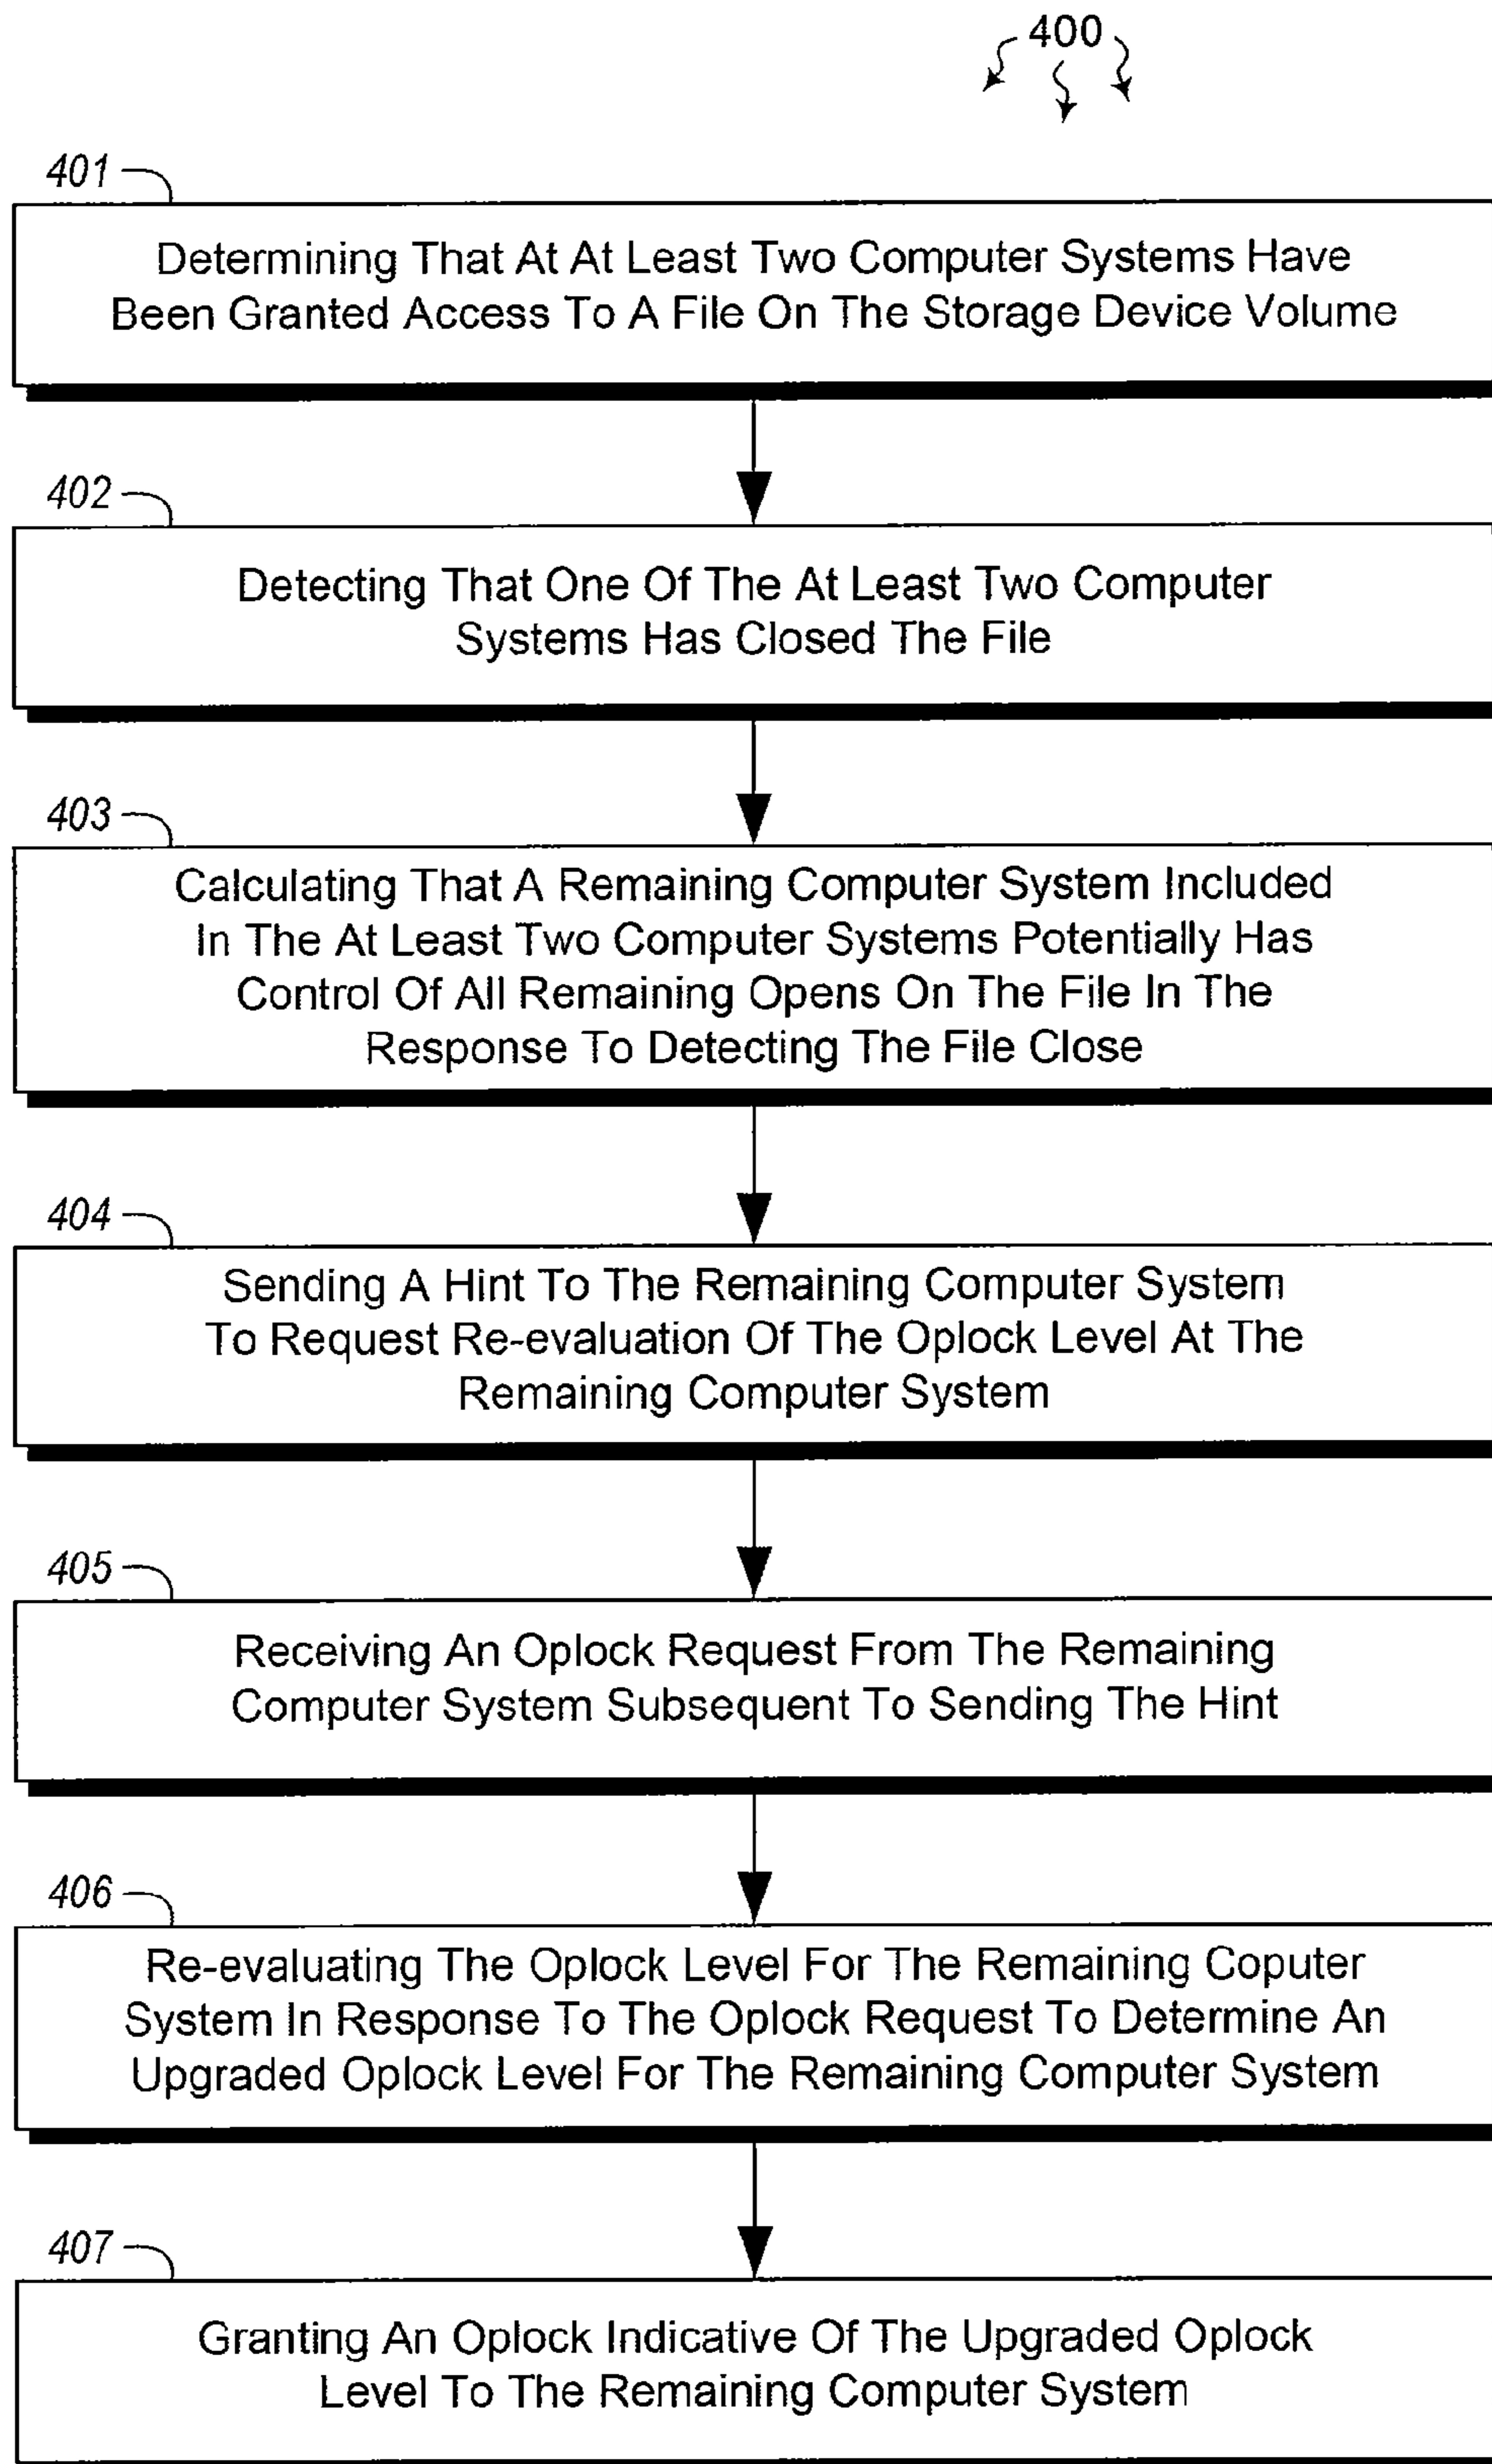 400
401
Determining That At At Least Two Computer Systems Have
Been Granted Access To A File On The Storage Device Volume
402
Detecting That One Of The At Least Two Computer
Systems Has Closed The File
403
Calculating That A Remaining Computer System Included
In The At Least Two Computer Systems Potentially Has
Control Of All Remaining Opens On The File In The
Response To Detecting The File Close
404
Sending A Hint To The Remaining Computer System
To Request Re-evaluation Of The Oplock Level At The
Remaining Computer System
405
Receiving An Oplock Request From The Remaining
Computer System Subsequent To Sending The Hint
406
Re-evaluating The Oplock Level For The Remaining Coputer
System In Response To The Oplock Request To Determine An
Upgraded Oplock Level For The Remaining Computer System
407
Granting An Oplock Indicative Of The Upgraded Oplock
Level To The Remaining Computer System